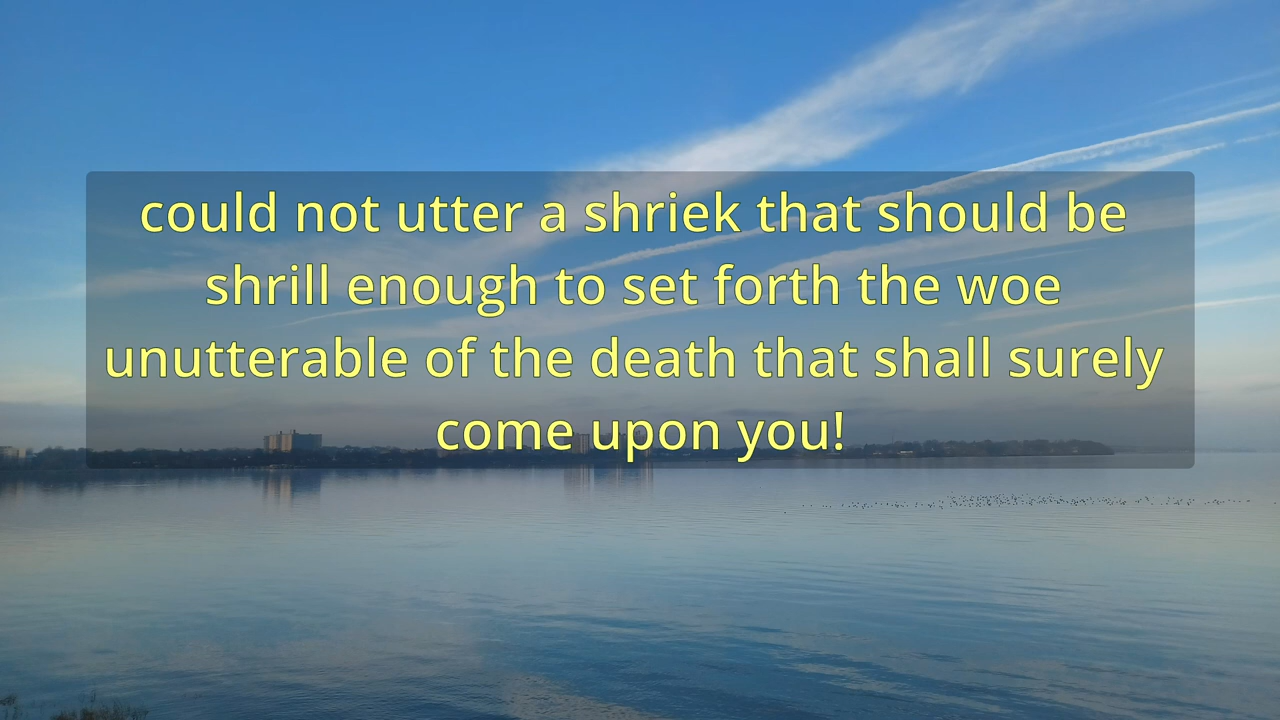 could not utter a shriek that should be
shrill enough to set forth the woe
unutterable of the death that shall surely
come upon you!